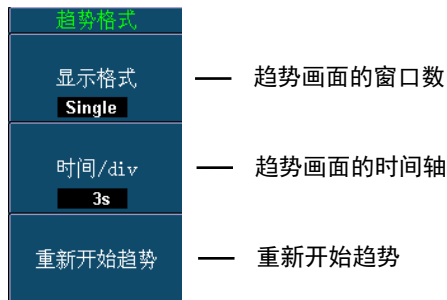 趋势格式
显示格式
Single
趋势画面的窗口数
时间/div
3s
趋势画面的时间轴
重新开始趋势
重新开始趋势